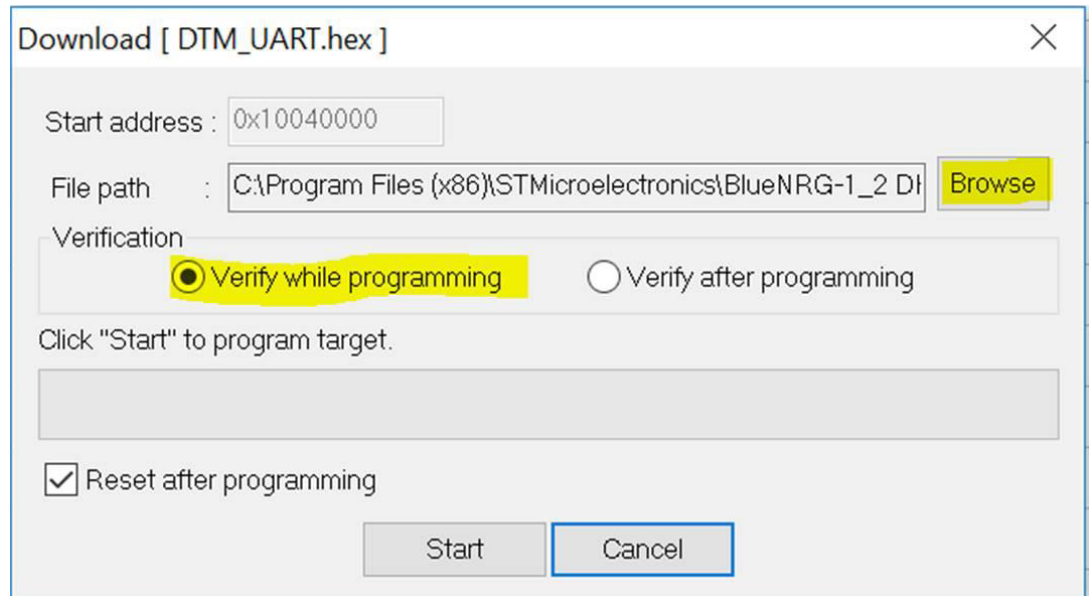 Download [ DTM_UART.hex ]
Start address : 0x10040000
File path : C:\Program Files (x86)\STMicroelectronics\BlueNRG-1_2 Browse
Verification
Verify while programming Verify after programming
Click "Start" to program target.
Reset after programming
Start Cancel